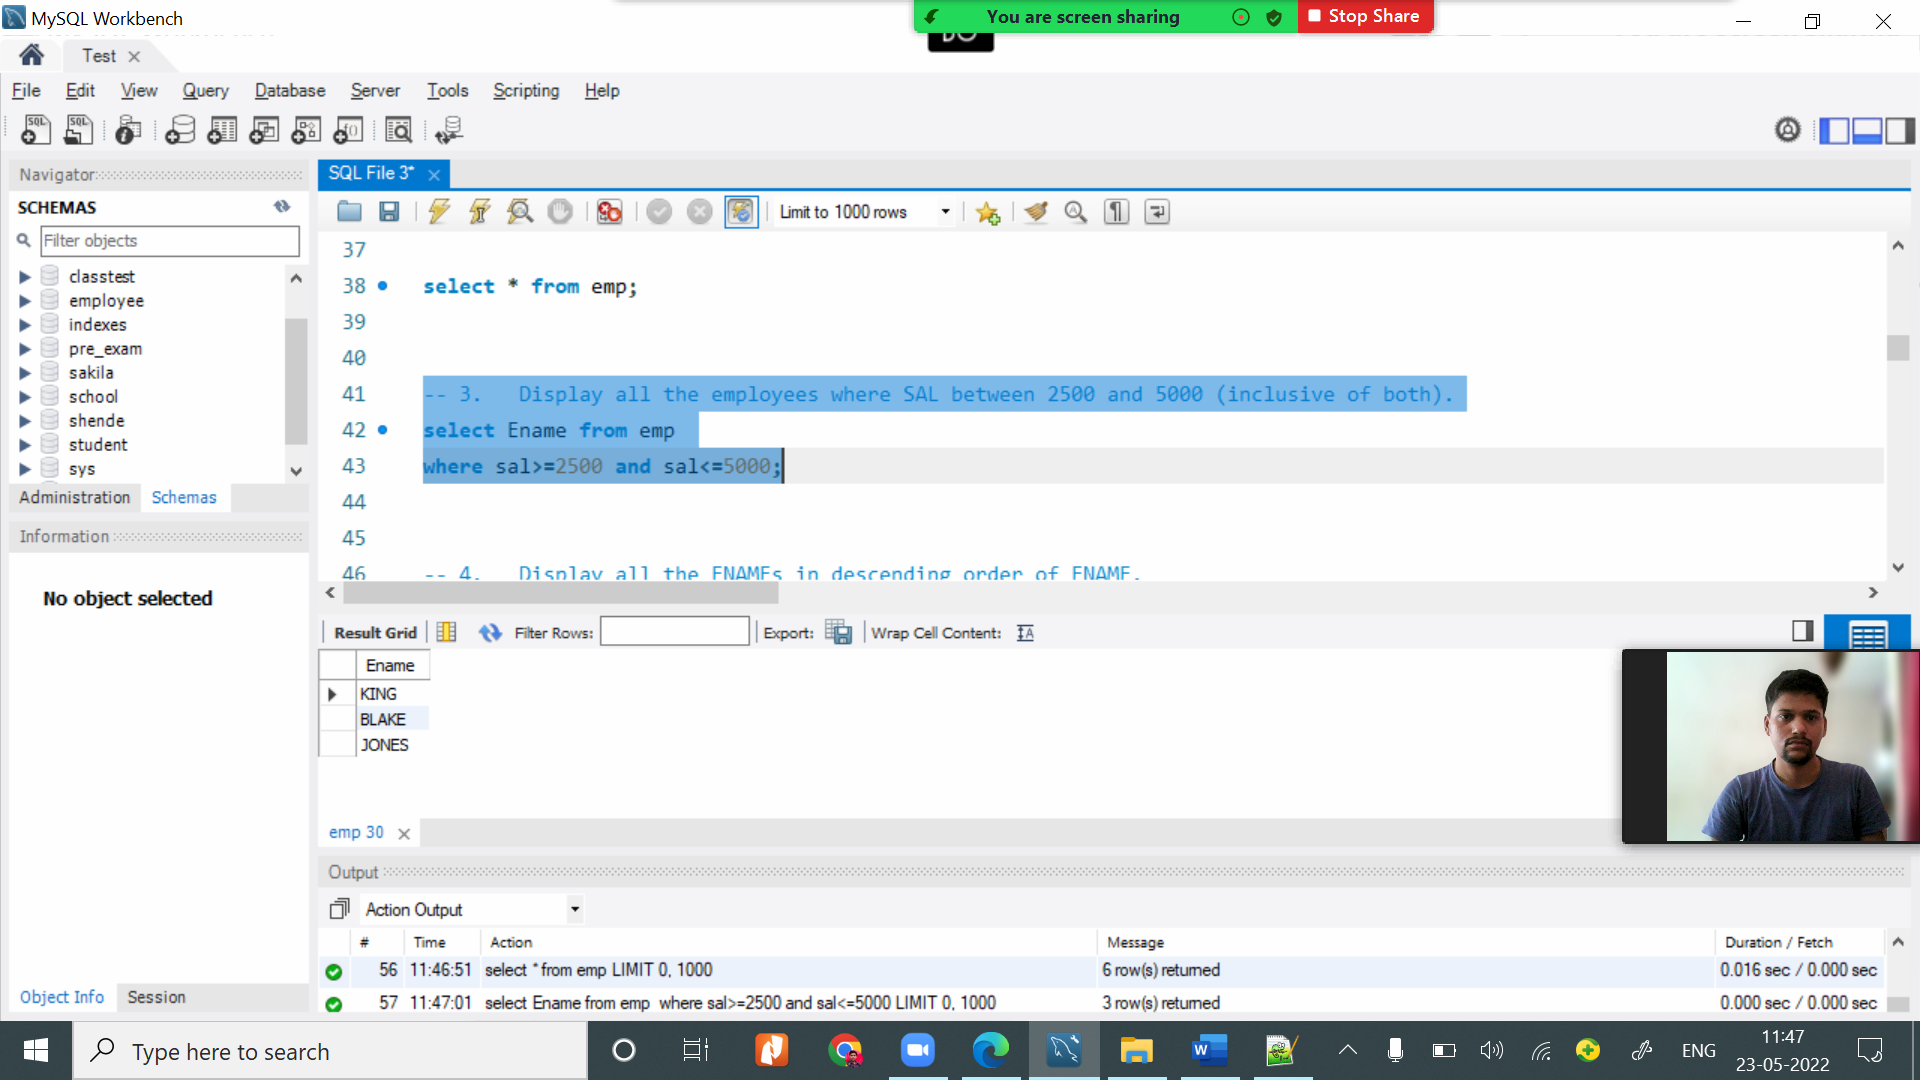 MySQL Workbench
You are screen sharing
Stop Share
Test
File Edit View Query Database Server Tools Scripting Help
Navigator
SCHEMAS
Filter objects
classtest
employee
indexes
pre_exam
sakila
school
shende
student
sys
Administration Schemas
Information
No object selected
Object Info Session
SQL File 3*
Limit to 1000 rows
37
38 select * from emp;
39
40
41 -- 3. Display all the employees where SAL between 2500 and 5000 (inclusive of both).
42 select Ename from emp
43 where sal>=2500 and sal<=5000;
44
45
46 -- 4. Display all the ENAMEs in descending order of ENAME.
Result Grid Filter Rows: Export: Wrap Cell Content:
Ename
KING
BLAKE
JONES
emp 30
Output
Action Output
# Time Action Message Duration / Fetch
56 11:46:51 select * from emp LIMIT 0, 1000 6 row(s) returned 0.016 sec / 0.000 sec
57 11:47:01 select Ename from emp where sal>=2500 and sal<=5000 LIMIT 0, 1000 3 row(s) returned 0.000 sec / 0.000 sec
Type here to search
ENG
11:47
23-05-2022